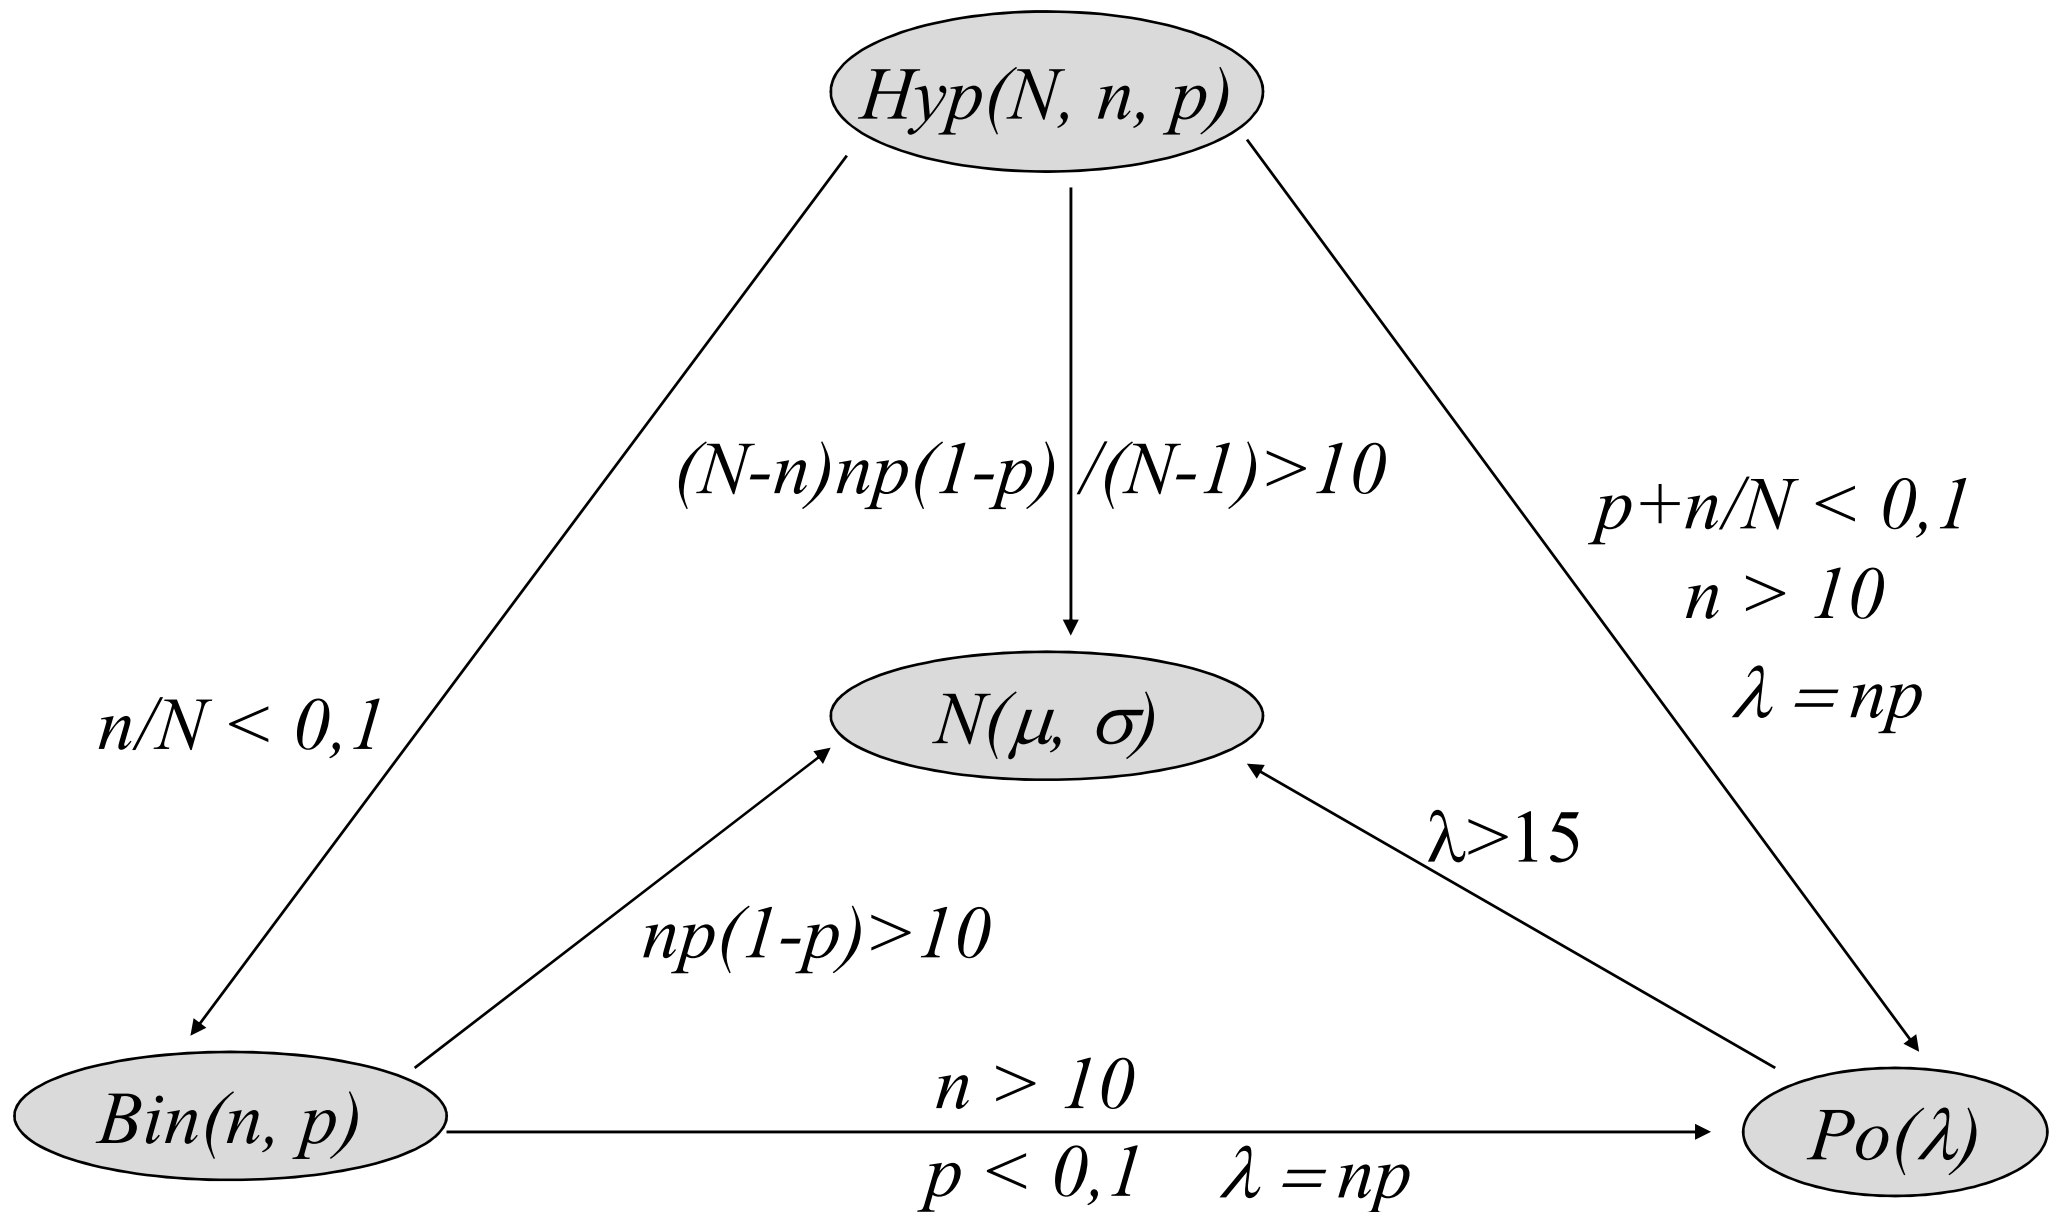 Hyp(N, n, p)
(N-n)np(1-p) /(N-1)>10
p+n/N < 0,1
n > 10
λ = np
n/N < 0,1
N(μ, σ)
λ>15
np(1-p)>10
n > 10
Bin(n, p)
Po(λ)
p < 0,1 λ = np